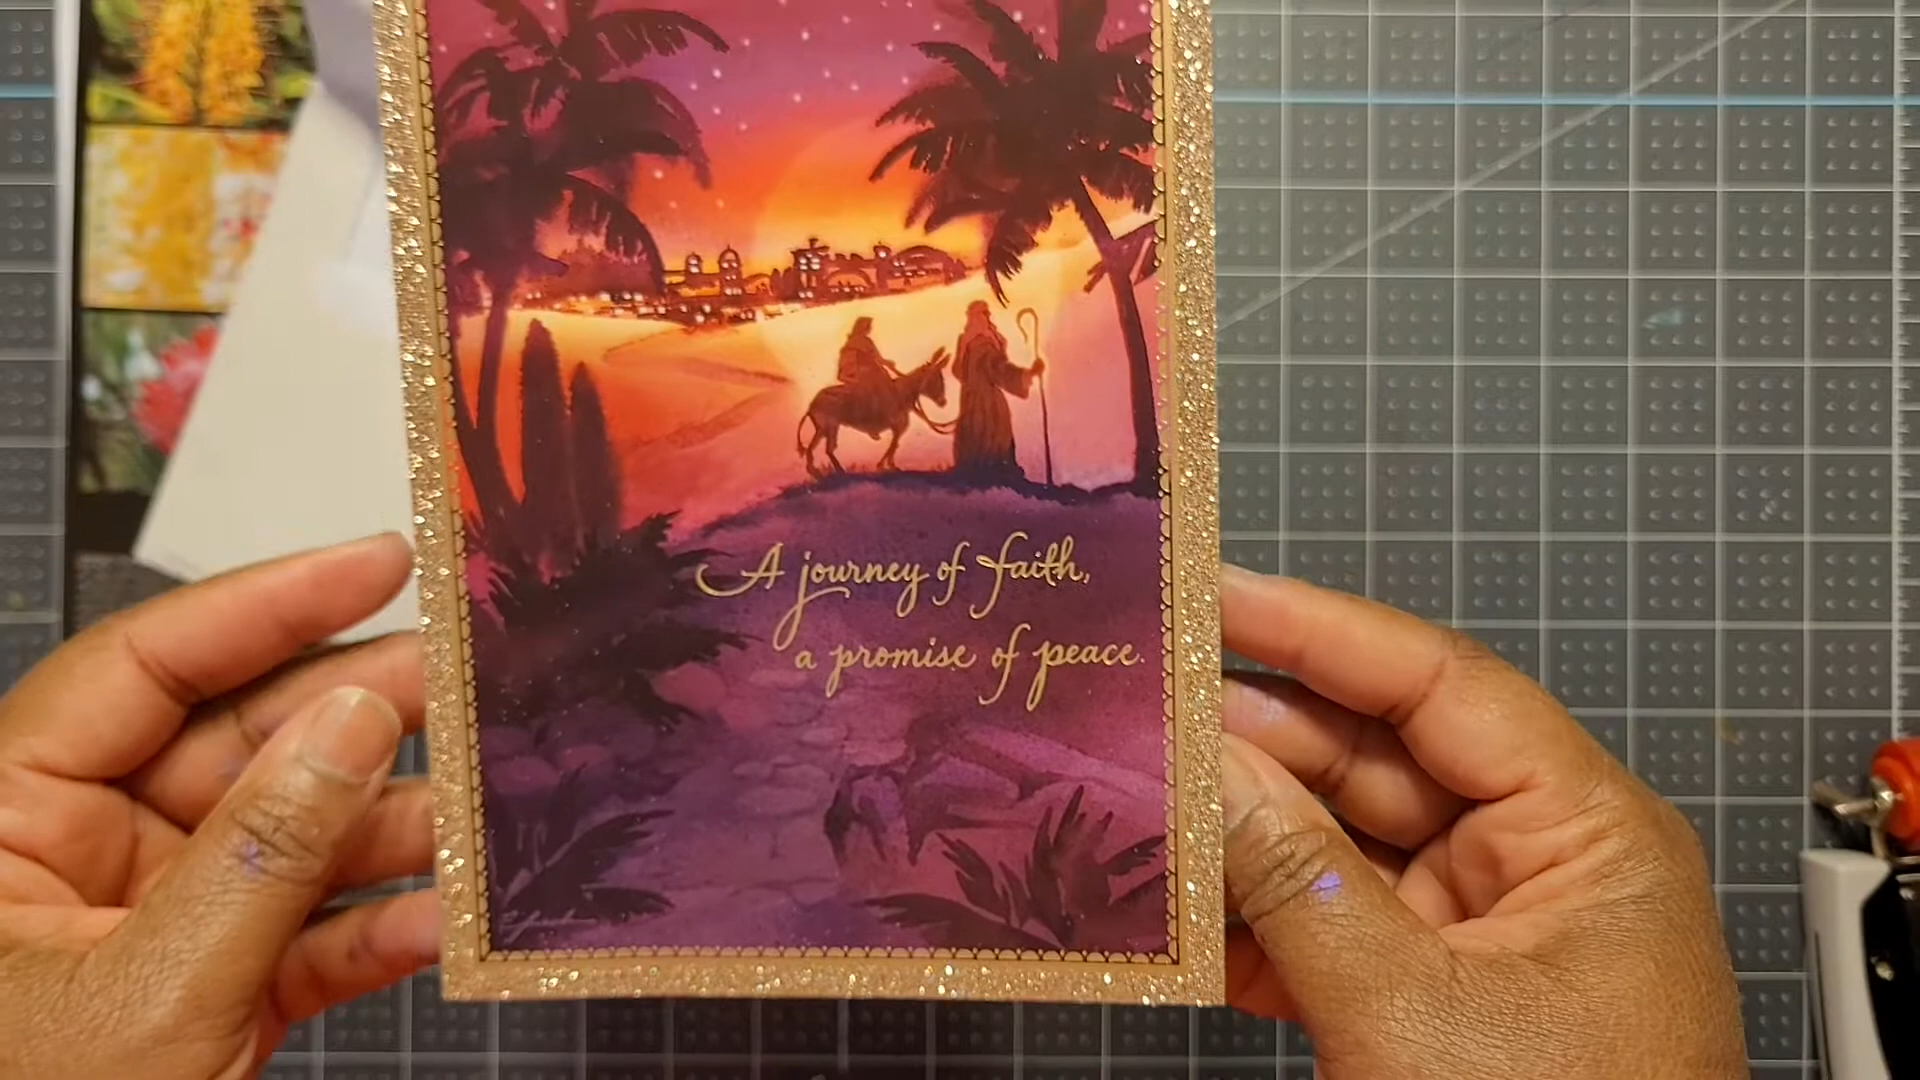 A journey of faith,
a promise of peace.